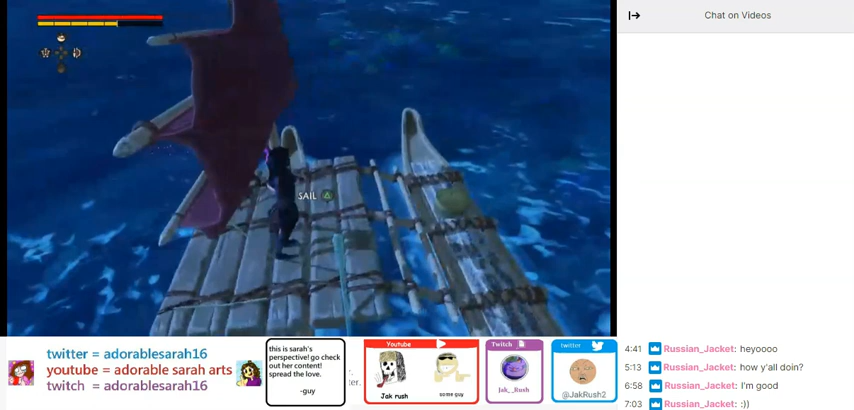 Chat on Videos
SAIL
twitter = adorablesarah16
youtube = adorable sarah arts
twitch = adorablesarah16
this is sarah's
perspective! go check
out her content!
spread the love.
-guy
ter.
Youtube
Jak rush
some guy
Twitch
Jak__Rush
twitter
@JakRush2
4:41 Russian_Jacket: heyoooo
5:13 Russian_Jacket: how y'all doin?
6:58 Russian_Jacket: I'm good
7:03 Russian_Jacket: :))